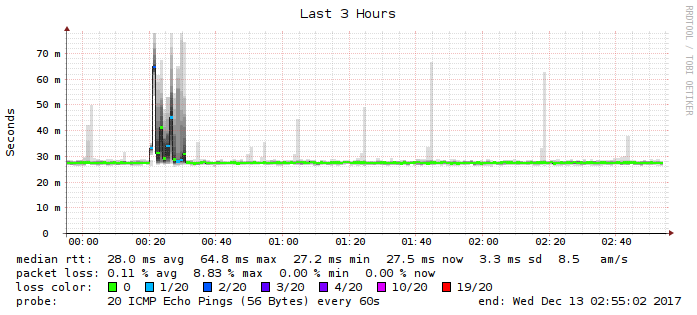 Last 3 Hours
RRDTOOL / TOBI OETIKER
Seconds
70 m
60 m
50 m
40 m
30 m
20 m
10 m
0
00:00 00:20 00:40 01:00 01:20 01:40 02:00 02:20 02:40
median rtt: 28.0 ms avg 64.8 ms max 27.2 ms min 27.5 ms now 3.3 ms sd 8.5 am/s
packet loss: 0.11 % avg 8.83 % max 0.00 % min 0.00 % now
loss color: 0 1/20 2/20 3/20 4/20 10/20 19/20
probe: 20 ICMP Echo Pings (56 Bytes) every 60s end: Wed Dec 13 02:55:02 2017